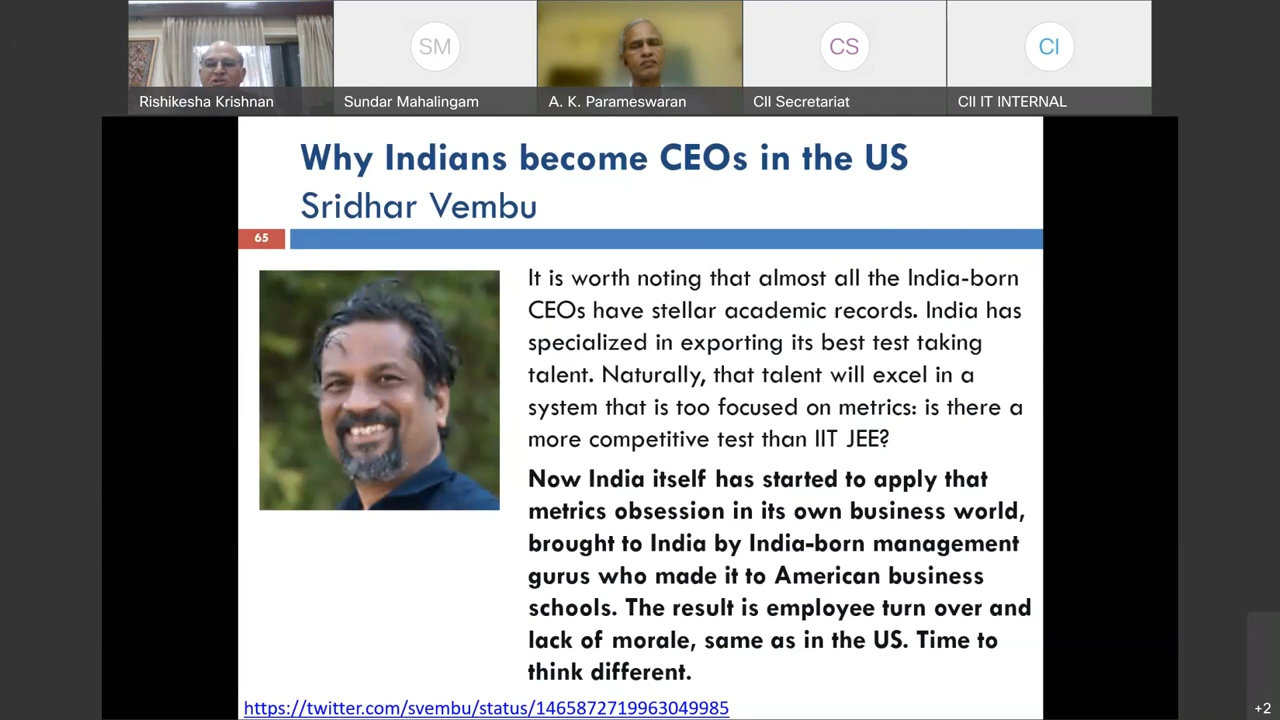 SM
CS
CI
Rishikesha Krishnan
Sundar Mahalingam
A. K. Parameswaran
CII Secretariat
CII IT INTERNAL
Why Indians become CEOs in the US
Sridhar Vembu
65
It is worth noting that almost all the India-born
CEOs have stellar academic records. India has
specialized in exporting its best test taking
talent. Naturally, that talent will excel in a
system that is too focused on metrics: is there a
more competitive test than IIT JEE?
Now India itself has started to apply that
metrics obsession in its own business world,
brought to India by India-born management
gurus who made it to American business
schools. The result is employee turn over and
lack of morale, same as in the US. Time to
think different.
https://twitter.com/svembu/status/1465872719963049985
+2